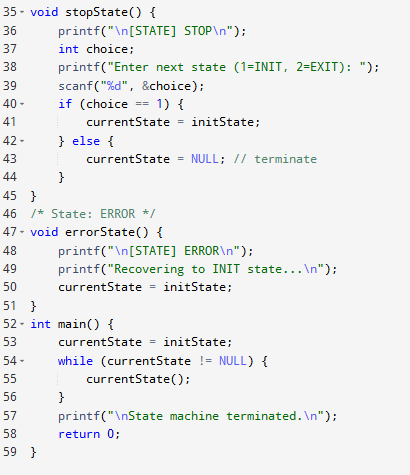 35 void stopState() {
36     printf("\n[STATE] STOP\n");
37     int choice;
38     printf("Enter next state (1=INIT, 2=EXIT): ");
39     scanf("%d", &choice);
40     if (choice == 1) {
41         currentState = initState;
42     } else {
43         currentState = NULL; // terminate
44     }
45 }
46 /* State: ERROR */
47 void errorState() {
48     printf("\n[STATE] ERROR\n");
49     printf("Recovering to INIT state...\n");
50     currentState = initState;
51 }
52 int main() {
53     currentState = initState;
54     while (currentState != NULL) {
55         currentState();
56     }
57     printf("\nState machine terminated.\n");
58     return 0;
59 }